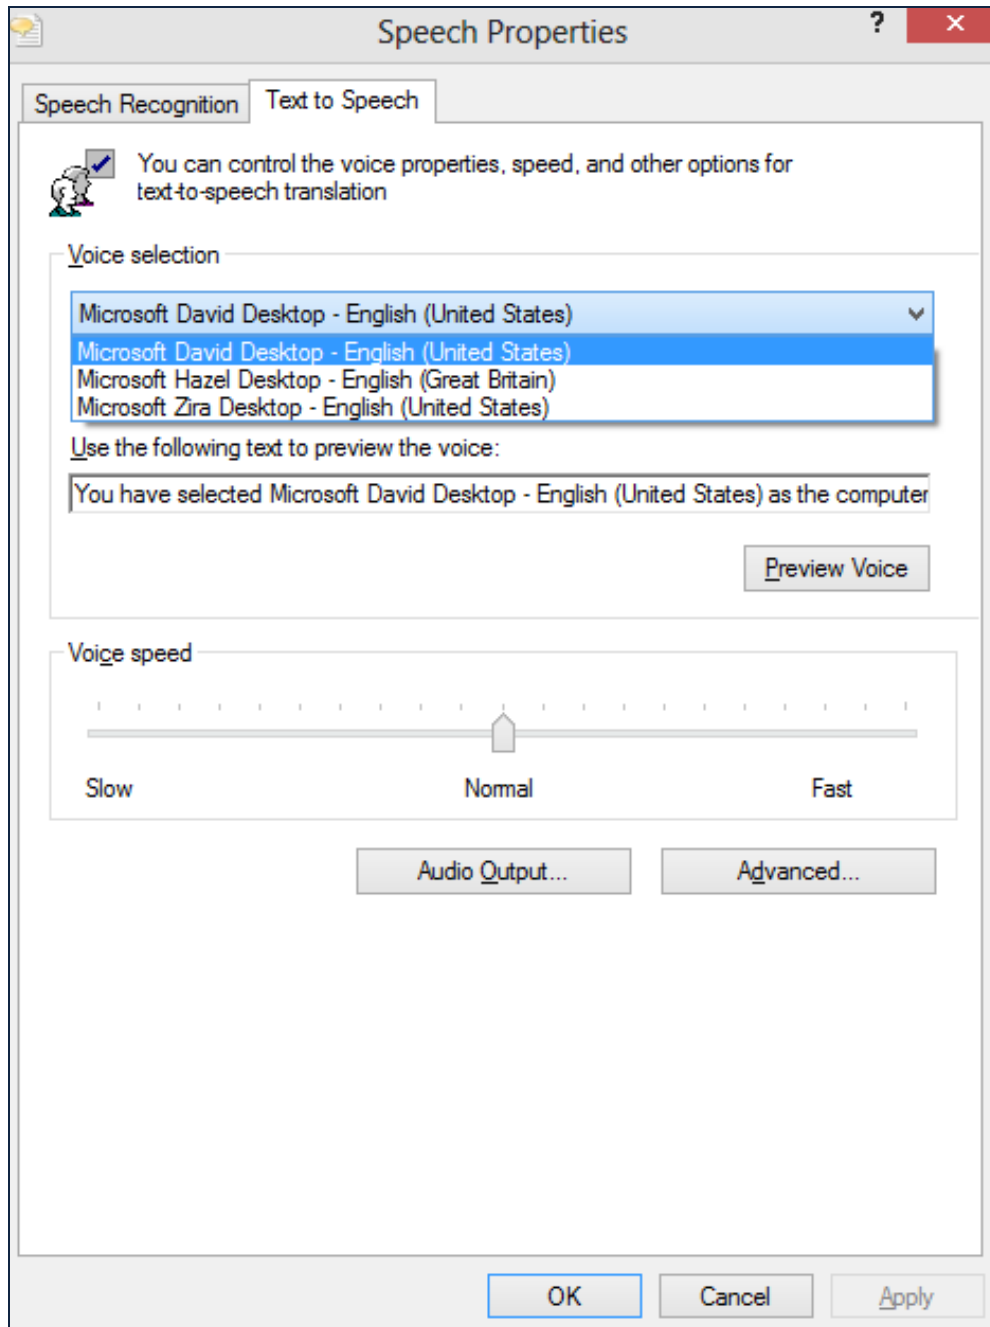 Speech Properties
?
Speech Recognition
Text to Speech
You can control the voice properties, speed, and other options for
text-to-speech translation
Voice selection
Microsoft David Desktop - English (United States)
Microsoft David Desktop - English (United States)
Microsoft Hazel Desktop - English (Great Britain)
Microsoft Zira Desktop - English (United States)
Use the following text to preview the voice:
You have selected Microsoft David Desktop - English (United States) as the computer
Preview Voice
Voice speed
Slow Normal Fast
Audio Output... Advanced...
OK Cancel Apply